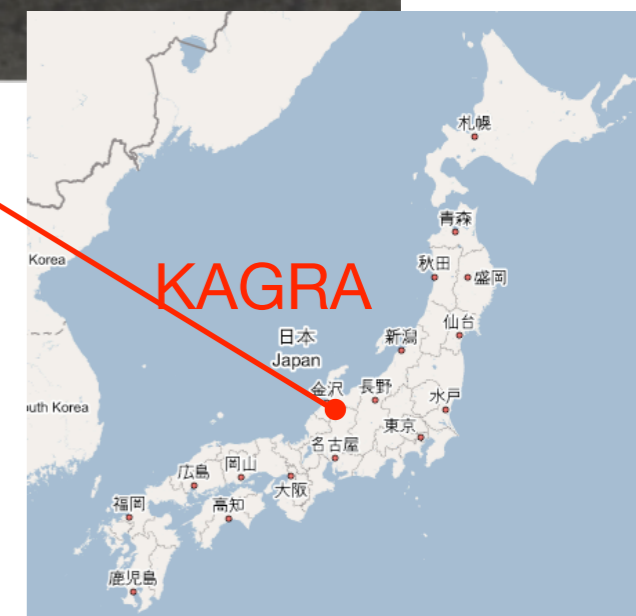 札幌
青森
Korea
秋田
盛岡
KAGRA
仙台
日本
新潟
Japan
金沢
長野
水戸
uth Korea
東京
名古屋
広島
岡山
大阪
福岡
高知
鹿児島